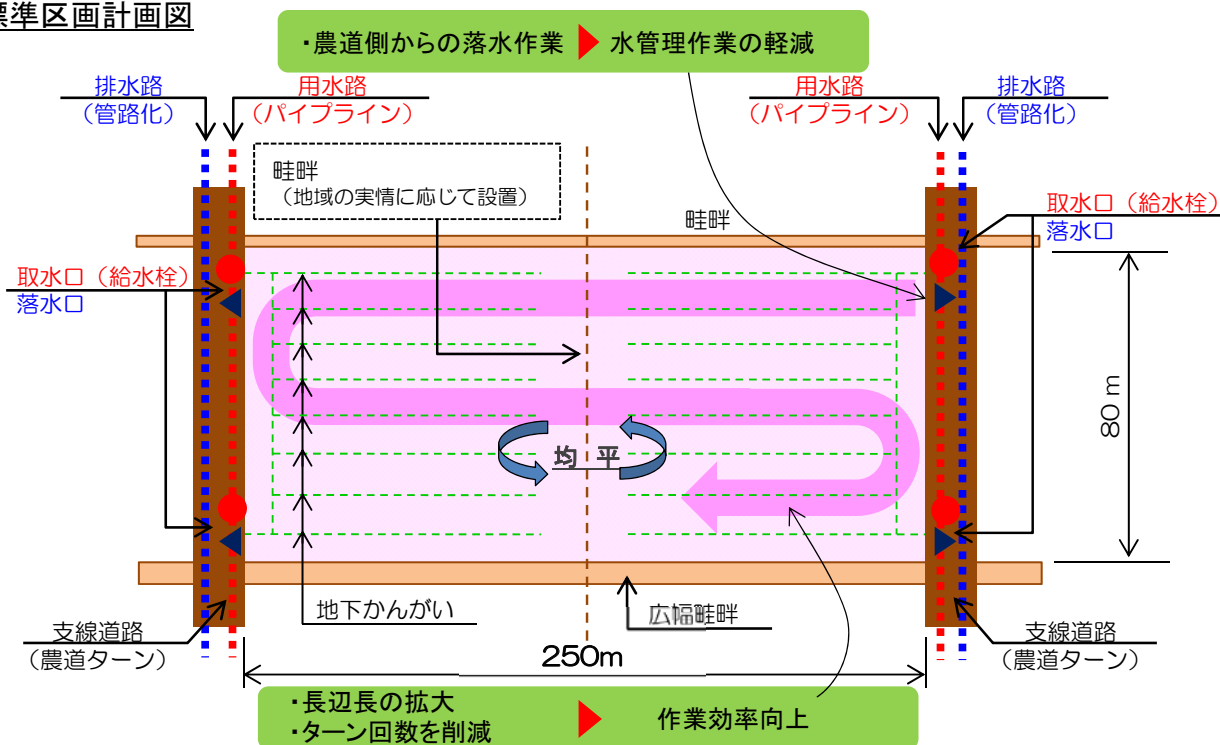 準区画計画図
・農道側からの落水作業 水管理作業の軽減
排水路
(管路化)
用水路
(パイプライン)
用水路
(パイプライン)
排水路
(管路化)
畦畔
(地域の実情に応じて設置)
畦畔
取水口(給水栓)
落水口
取水口(給水栓)
落水口
80m
均平
地下かんがい
広幅畦畔
支線道路
(農道ターン)
250m
支線道路
(農道ターン)
・長辺長の拡大
・ターン回数を削減
作業効率向上